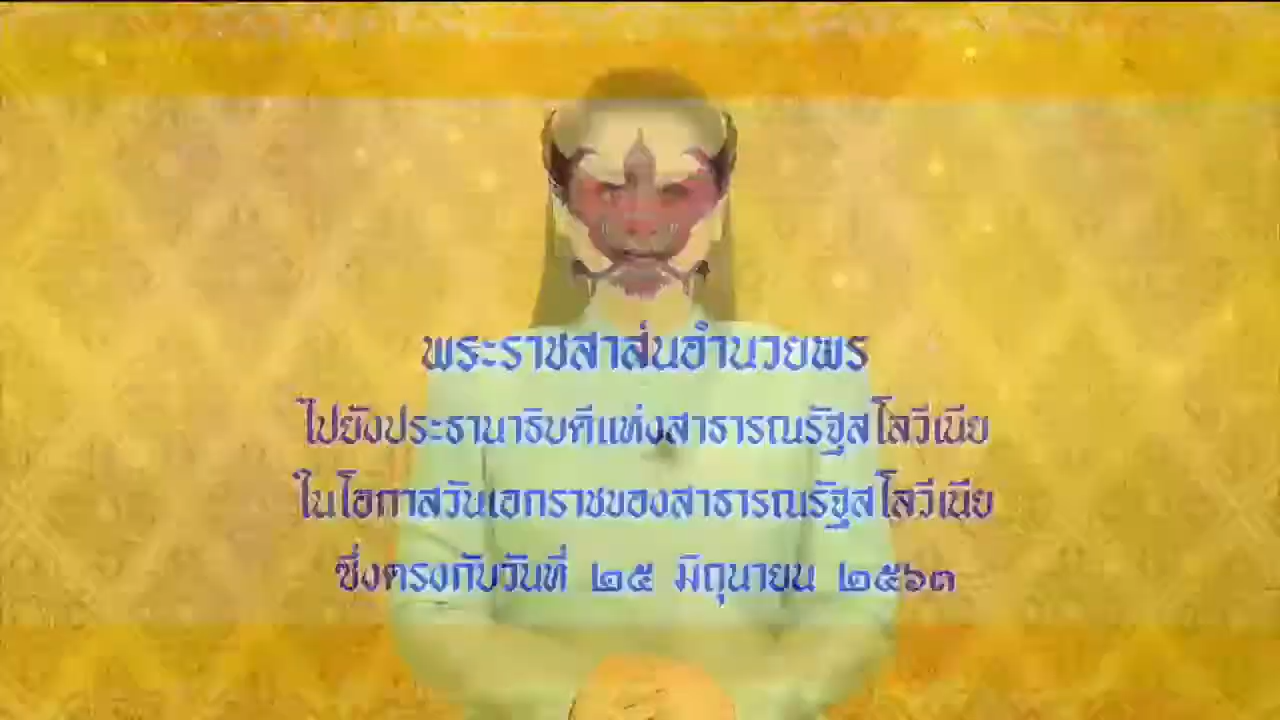 พระราชสาส์นอำนวยพร
ไปยังประธานาธิบดีแห่งสาธารณรัฐสโลวีเนีย
ในโอกาสวันเอกราชของสาธารณรัฐสโลวีเนีย
ซึ่งตรงกับวันที่ ๒๕ มิถุนายน ๒๕๖๓